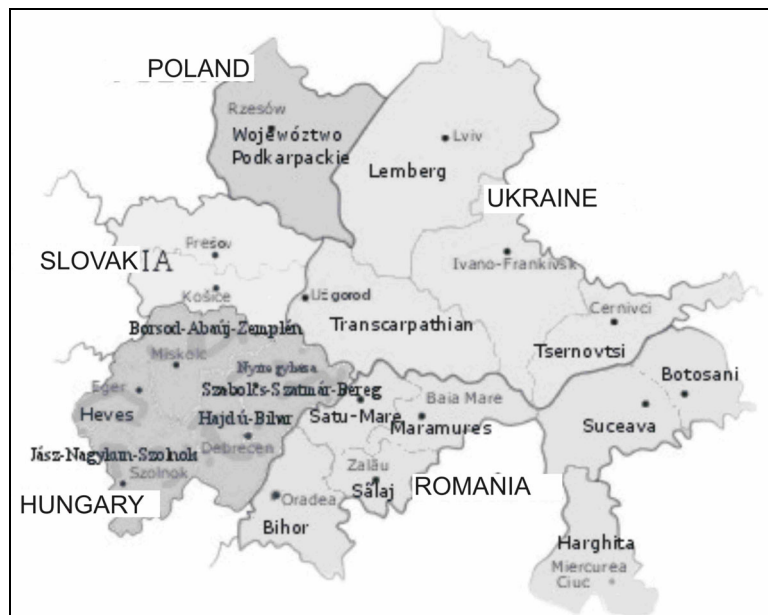 POLAND
Rzesów
Województwo
Podkarpackie
Lviv
Lemberg
UKRAINE
SLOVAKIA
Prešov
Ivano-Frankivsk
Košice
Užgorod
Cernivci
Borsod-Abaúj-Zemplén
Transcarpathian
Tsernovtsi
Miskolc
Botosani
Eger
Szabolcs-Szatmár-Bereg
Baia Mare
Heves
Hajdú-Bihar
Satu-Mare
Maramures
Suceava
Debrecen
Jász-Nagykun-Szolnok
Szolnok
Zalău
Sălaj
ROMANIA
HUNGARY
Oradea
Bihor
Harghita
Miercurea
Ciuc